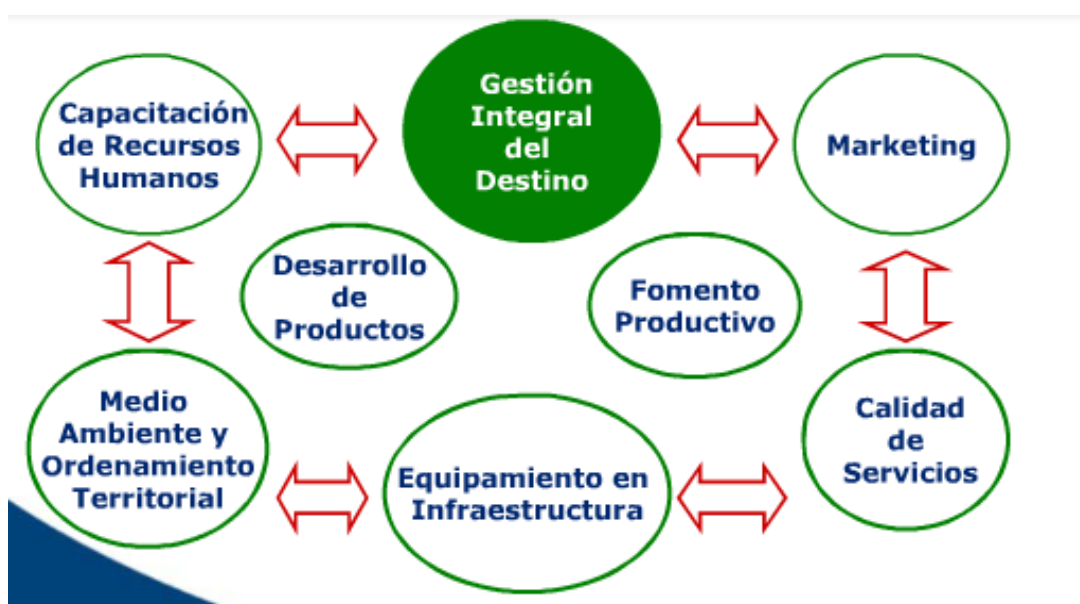 Gestión
Integral
del
Destino
Capacitación
de Recursos
Humanos
Marketing
Desarrollo
de
Productos
Fomento
Productivo
Medio
Ambiente y
Ordenamiento
Territorial
Equipamiento en
Infraestructura
Calidad
de
Servicios